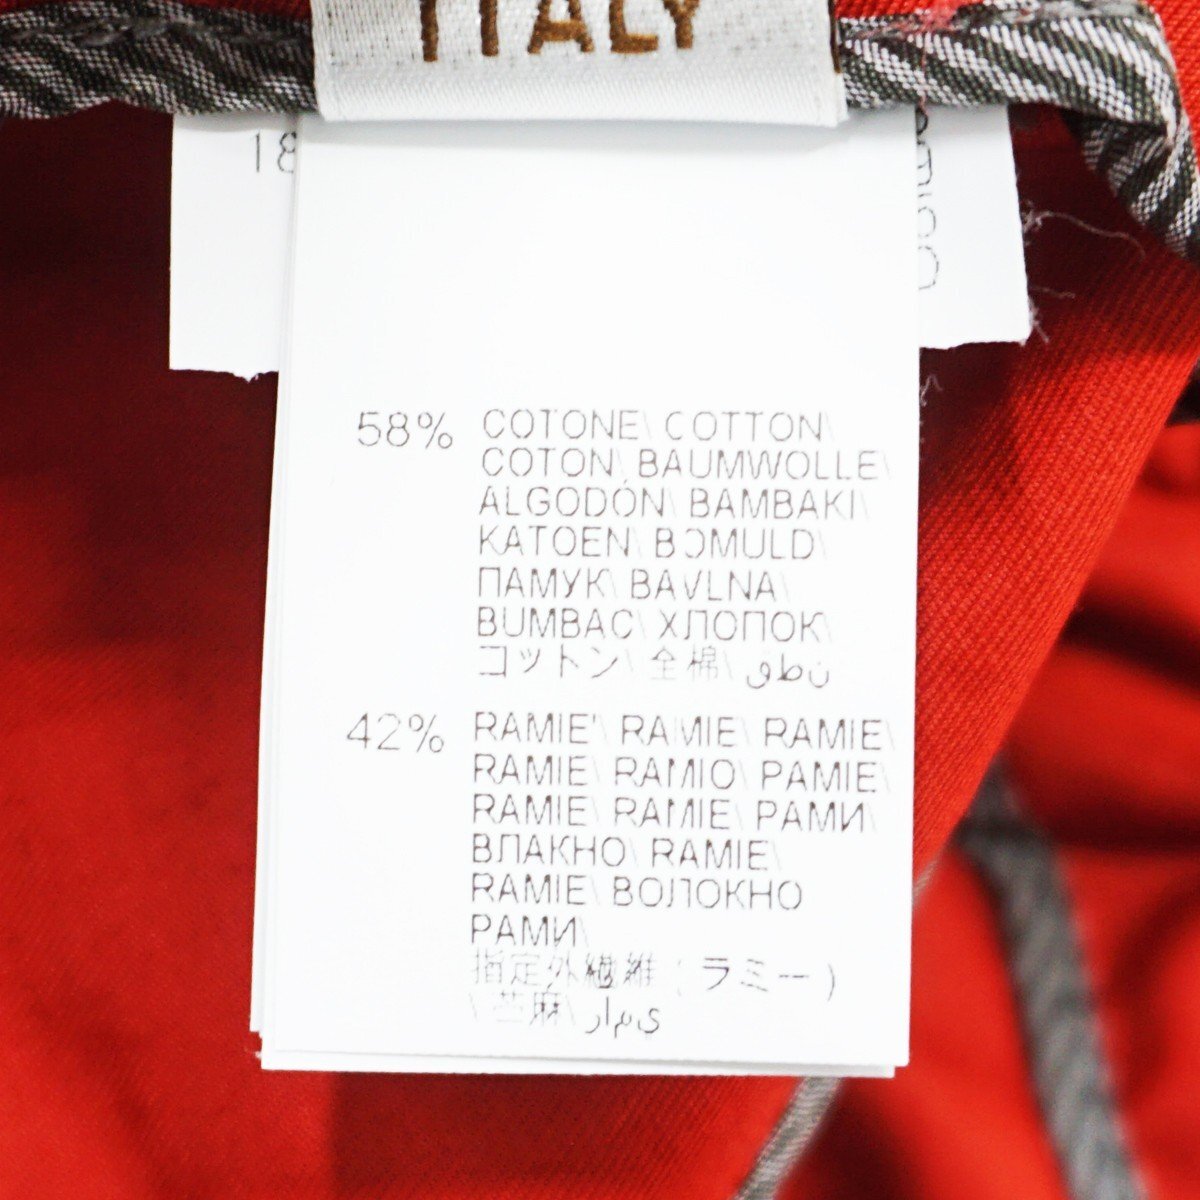 ITALY
18
58% COTONE\ COTTON\
COTON\ BAUMWOLLE\
ALGODÓN\ BAMBAKI\
KATOEN\ BOMULD\
ПАМУК\ BAVLNA\
BUMBAC\ ХЛОПОК\
コットン\ 全棉\ قطن
42% RAMIE'\ RAMIE\ RAMIE\
RAMIE\ RAMIO\ PAMIE\
RAMIE\ RAMIE\ РАМИ\
ВЛАКНО\ RAMIE\
RAMIE\ ВОЛОКНО
РАМИ\
指定外繊維 (ラミー)
\ 苎麻\ رامي